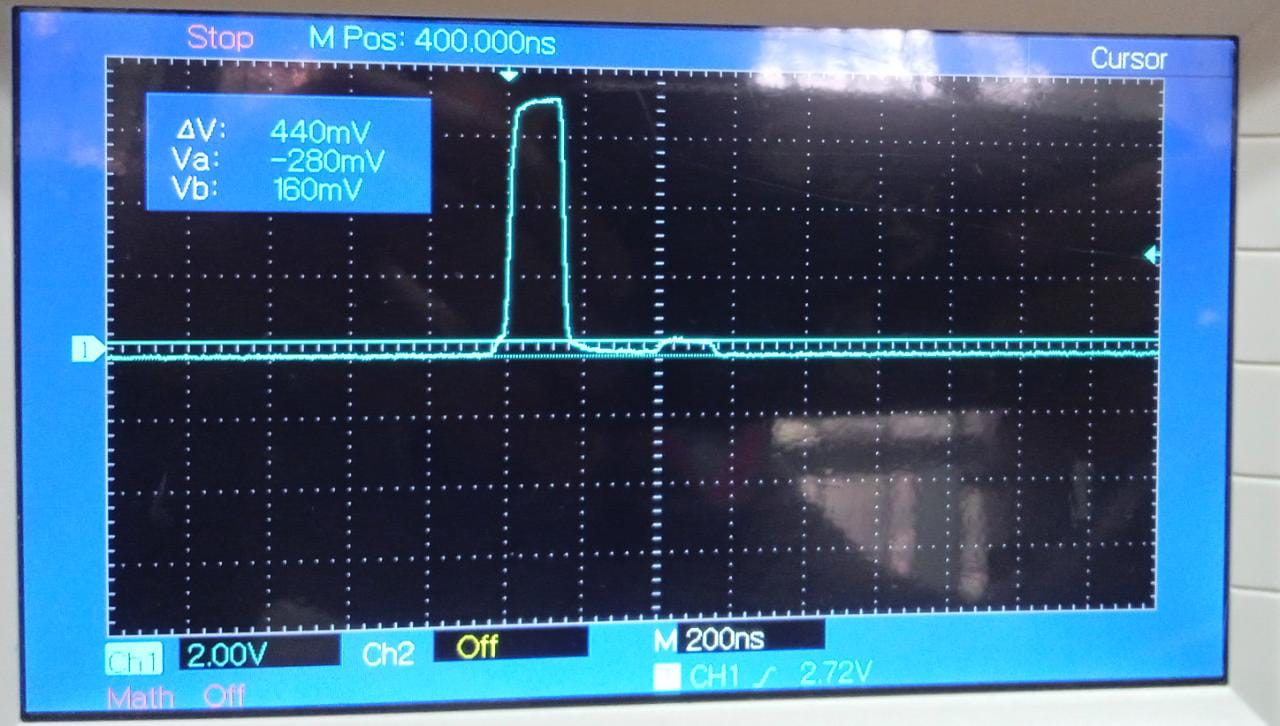 Stop M Pos: 400.000ns Cursor
ΔV: 440mV
Va: -280mV
Vb: 160mV
1
Ch1 2.00V Ch2 Off M 200ns
CH1 2.72V
Math Off